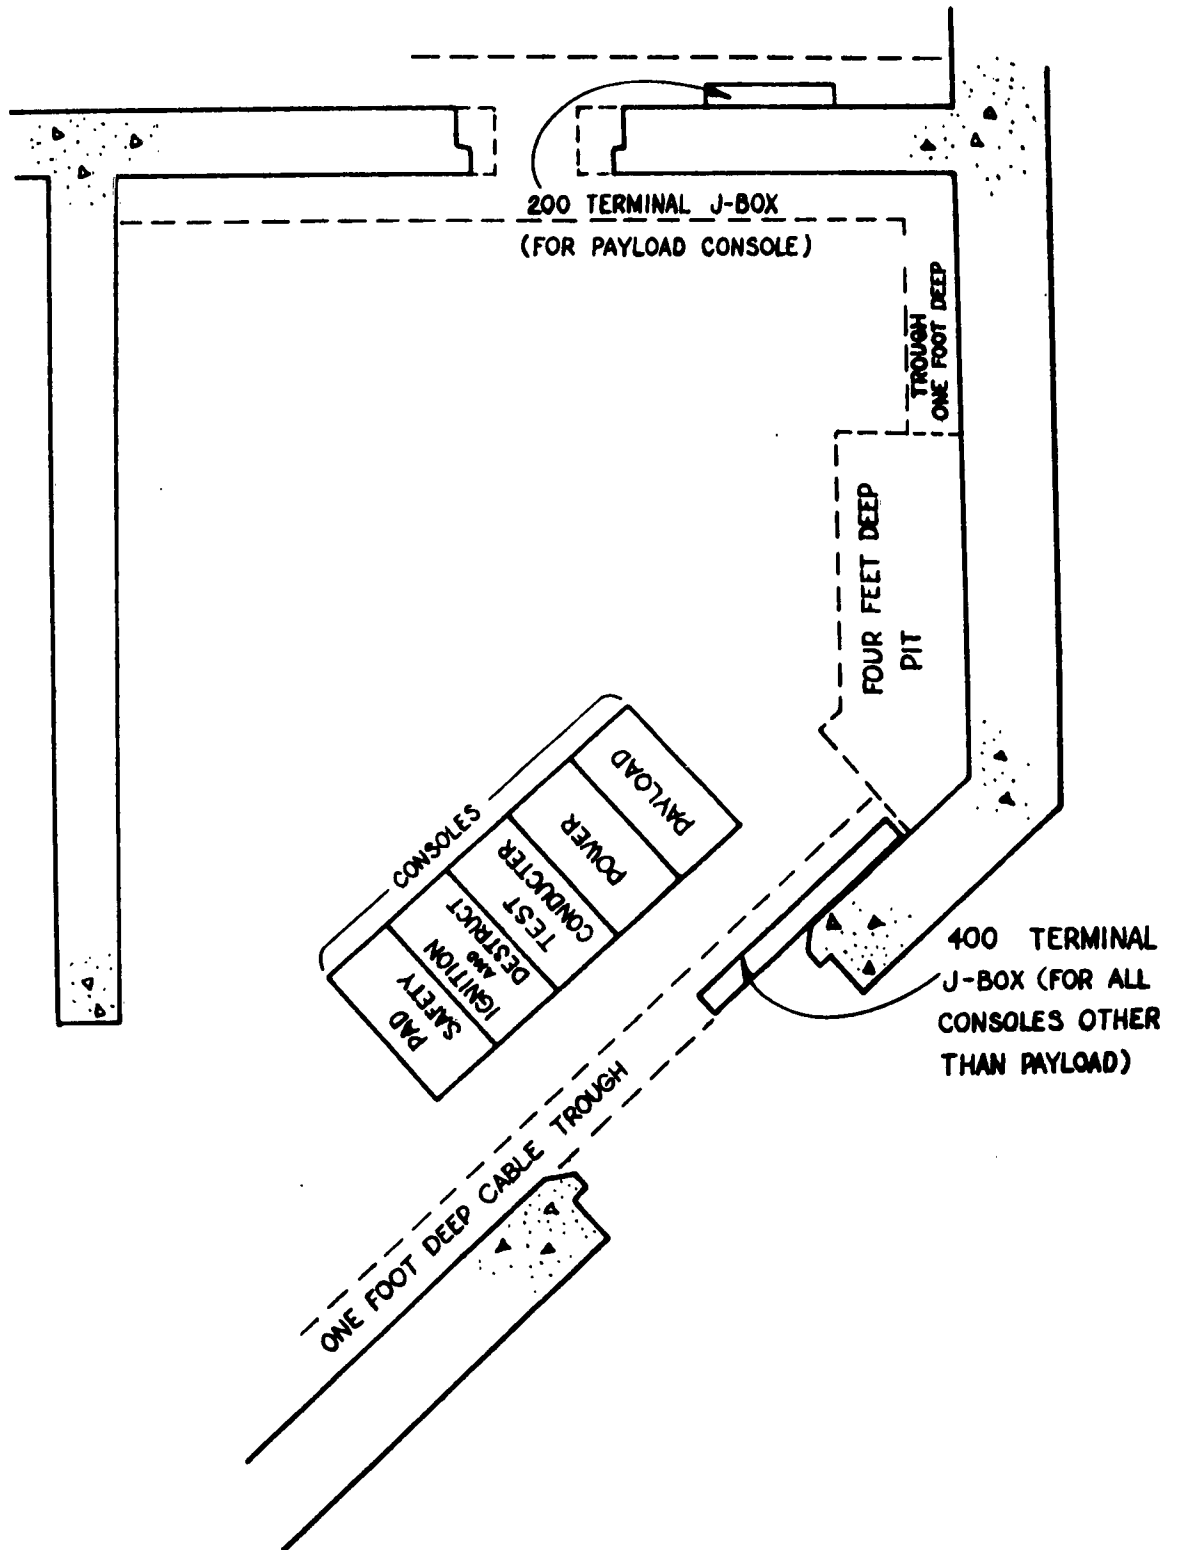 200 TERMINAL J-BOX
(FOR PAYLOAD CONSOLE)
TROUGH
ONE FOOT DEEP
FOUR FEET DEEP
PIT
CONSOLES
PAYLOAD
POWER
TEST
CONDUCTER
IGNITION
AND
DESTRUCT
PAD
SAFETY
400 TERMINAL
J-BOX (FOR ALL
CONSOLES OTHER
THAN PAYLOAD)
ONE FOOT DEEP CABLE TROUGH